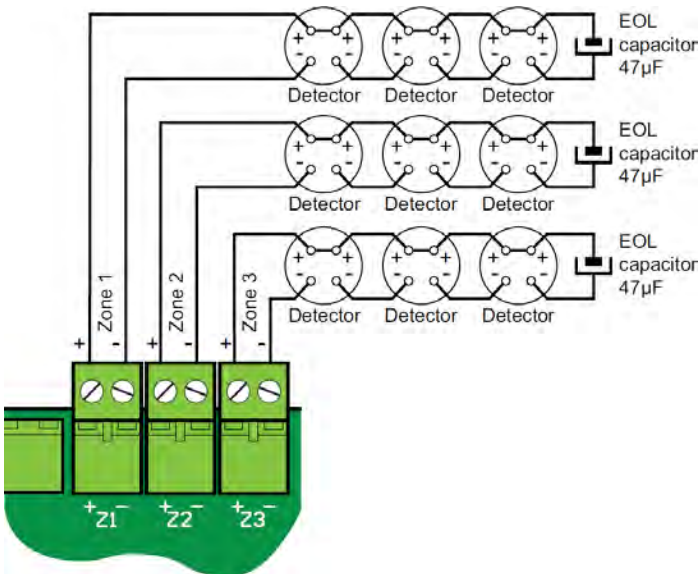 + + + + + +
- - - - - -
Detector Detector Detector
EOL
capacitor
47µF
+ + + + + +
- - - - - -
Detector Detector Detector
EOL
capacitor
47µF
+ + + + + +
- - - - - -
Detector Detector Detector
EOL
capacitor
47µF
+ Zone 1 -
+ Zone 2 -
+ Zone 3 -
+ - + - + -
Z1 Z2 Z3